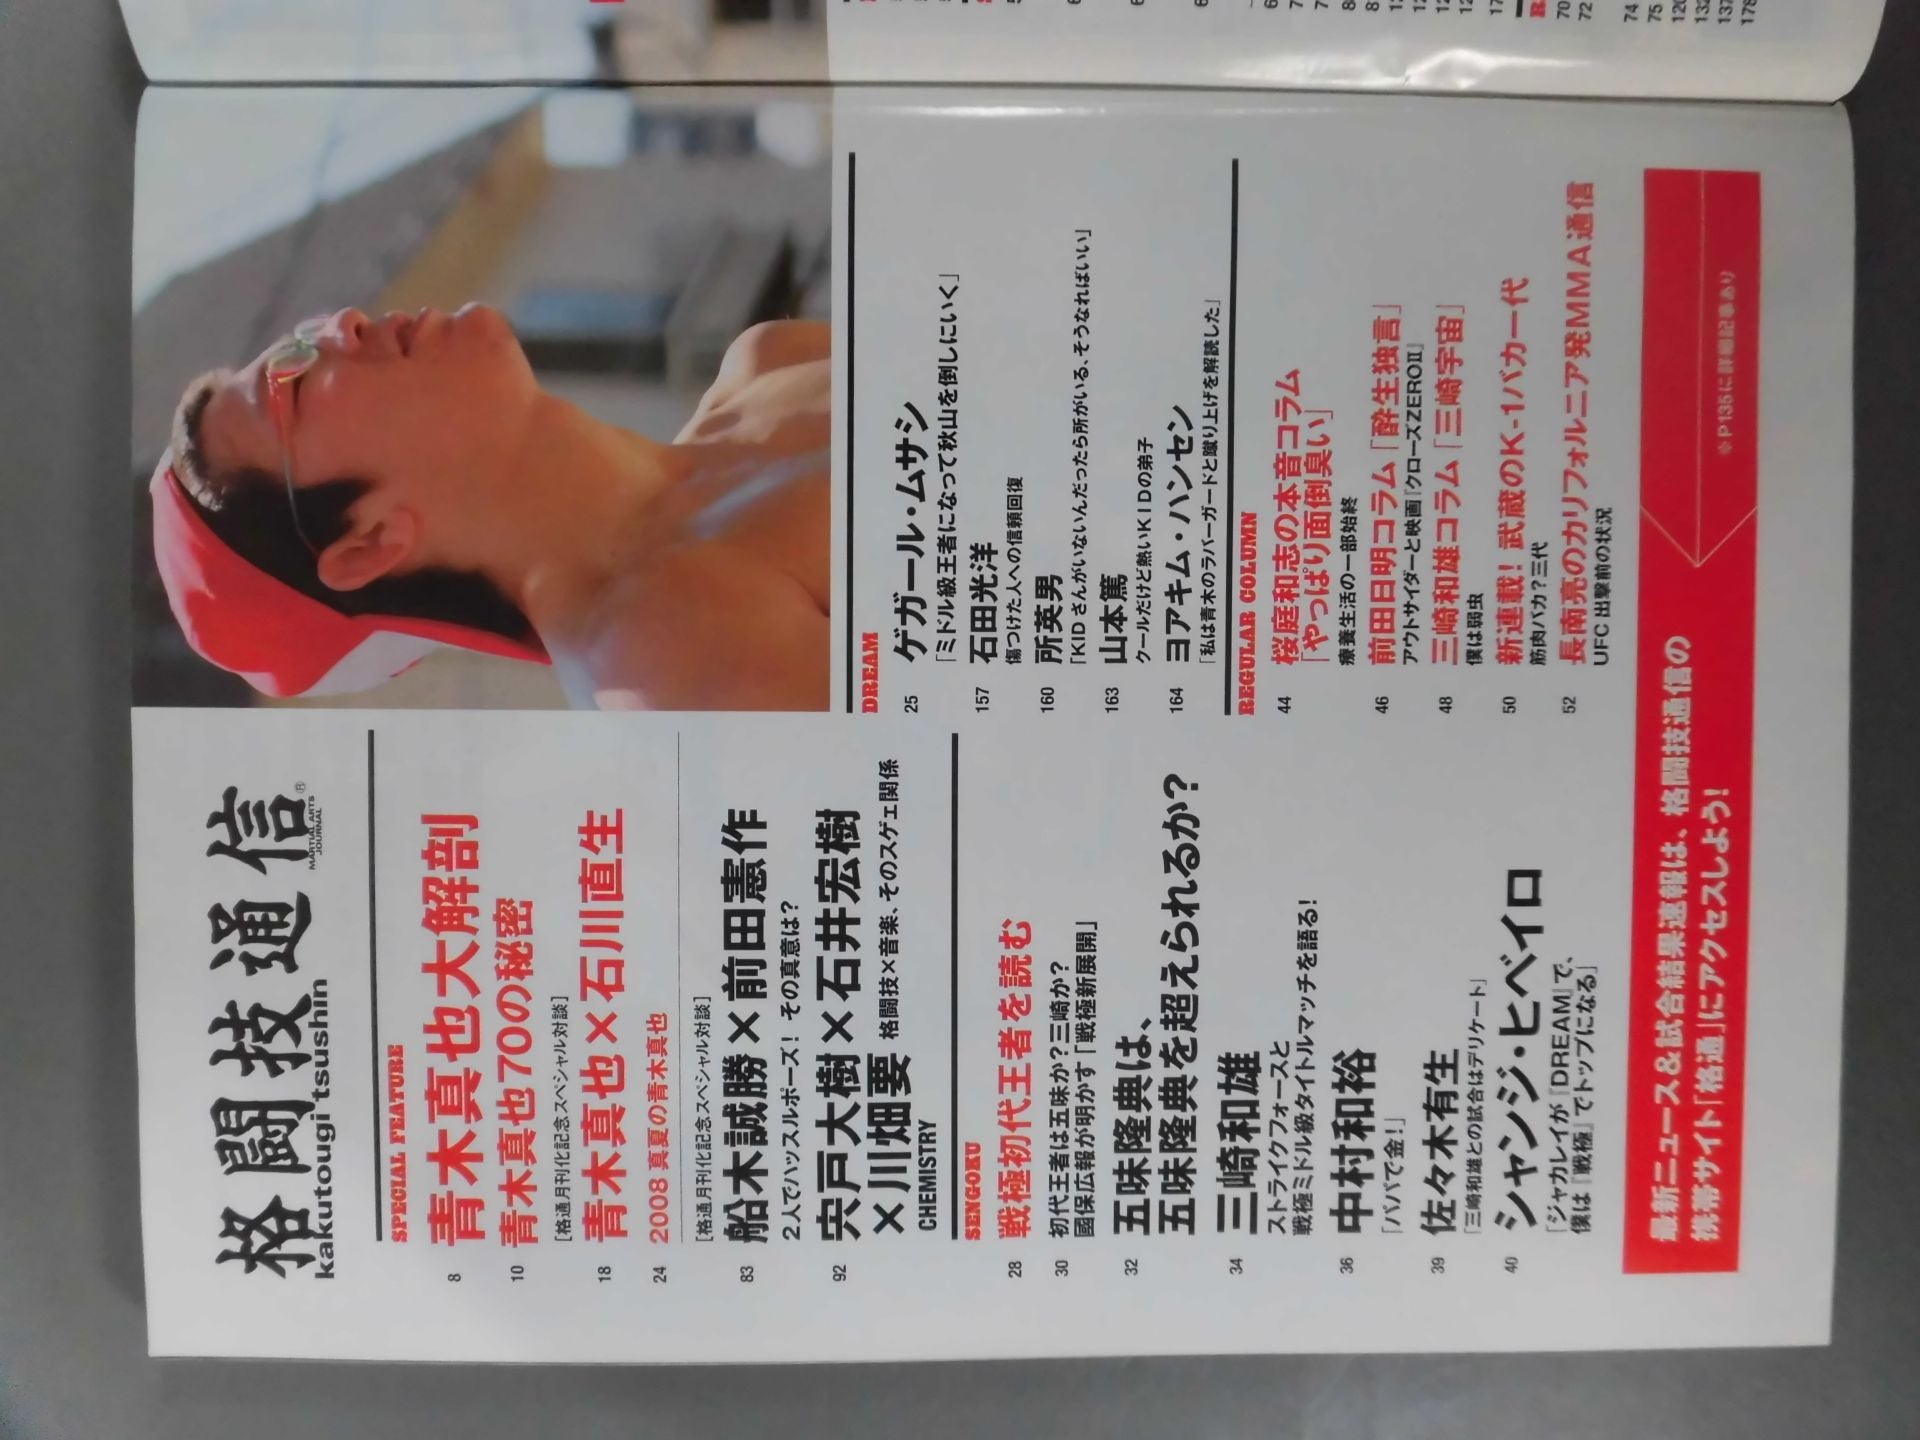 格闘技通信®
kakutougi tsushin
MARTIAL ARTS
JOURNAL
SPECIAL FEATURE
8 青木真也大解剖
10 青木真也70の秘密
[格通月刊化記念スペシャル対談]
18 青木真也×石川直生
24 2008 真夏の青木真也
[格通月刊化記念スペシャル対談]
83 船木誠勝×前田憲作
2人でハッスルポーズ!その真意は?
92 宍戸大樹×石井宏樹
×川畑要 格闘技×音楽、そのスゲェ関係
CHEMISTRY
SENGOKU
28 戦極初代王者を読む
30 初代王者は五味か?三崎か?
國保広報が明かす「戦極新展開」
32 五味隆典は、
五味隆典を超えられるか?
34 三崎和雄
ストライクフォースと
戦極ミドル級タイトルマッチを語る!
36 中村和裕
「パパで金!」
39 佐々木有生
「三崎和雄との試合はデリケート」
40 シャンジ・ヒベイロ
「ジャカレイが『DREAM』で、
僕は『戦極』でトップになる」
DREAM
25 ゲガール・ムサシ
「ミドル級王者になって秋山を倒しにいく」
157 石田光洋
傷つけた人への信頼回復
160 所英男
「KIDさんがいないんだったら所がいる、そうなればいい」
163 山本篤
クールだけど熱いKIDの弟子
164 ヨアキム・ハンセン
「私は青木のラバーガードと蹴り上げを解読した」
REGULAR COLUMN
44 桜庭和志の本音コラム
「やっぱり面倒臭い」
療養生活の一部始終
46 前田日明コラム「酔生独言」
アウトサイダーと映画『クローズZEROⅡ』
48 三崎和雄コラム「三崎宇宙」
僕は弱虫
50 新連載!武蔵のK-1バカ一代
筋肉バカ?三代
52 長南亮のカリフォルニア発MMA通信
UFC出撃前の状況
最新ニュース&試合結果速報は、格闘技通信の
携帯サイト「格通」にアクセスしよう!
※P135に詳細記事あり
70
72
74
75
120
132
137
178